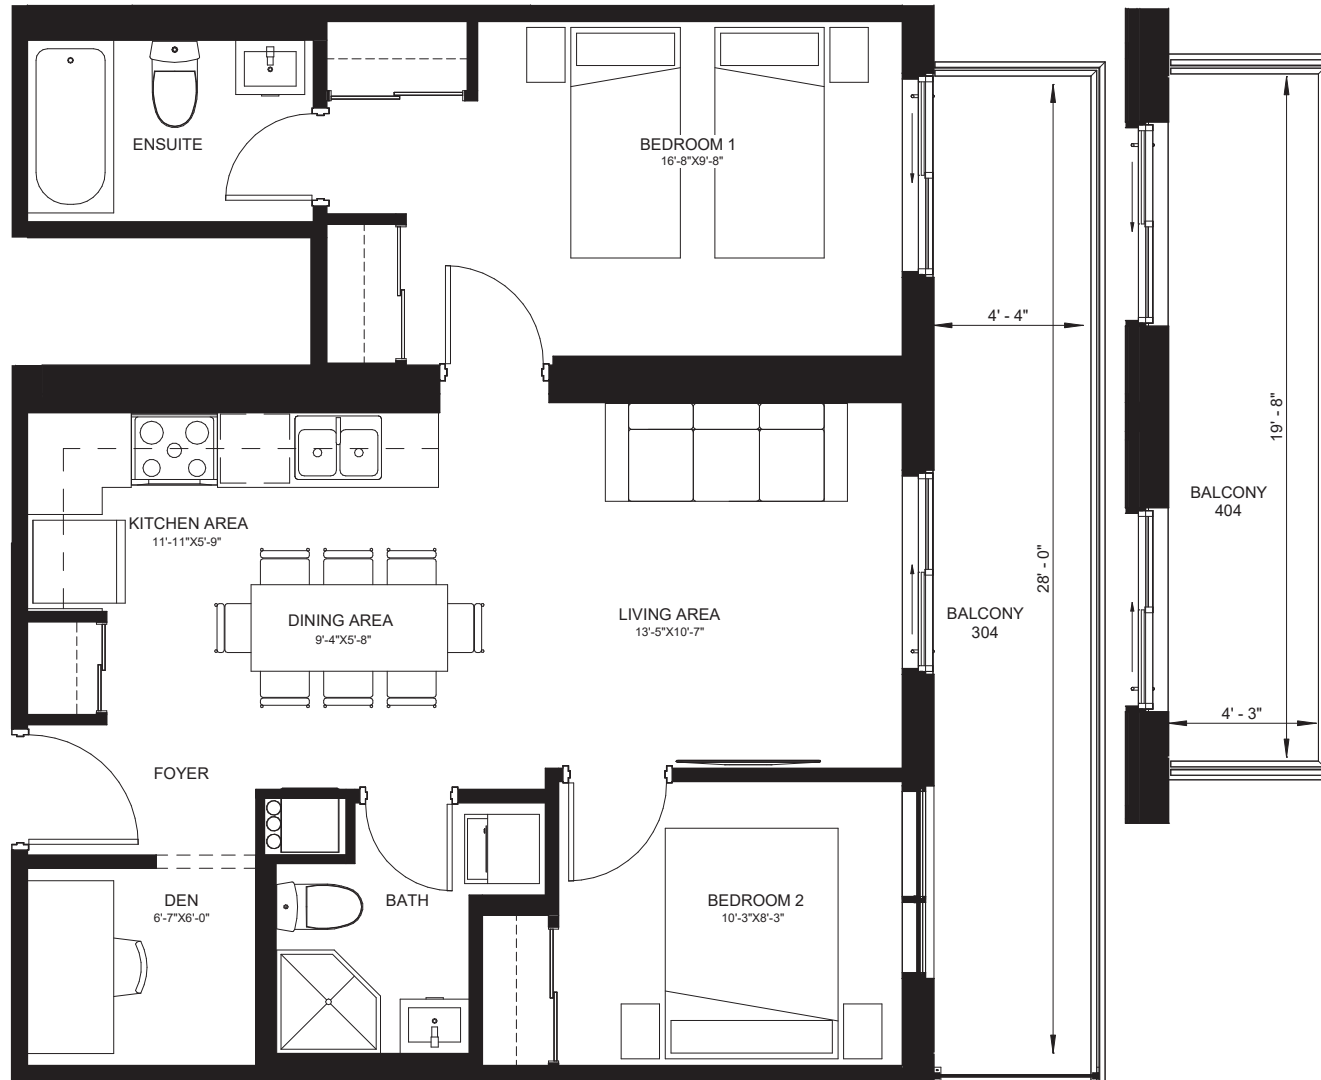 ENSUITE
BEDROOM 1
16'-8"X9'-8"
4' - 4"
19' - 8"
BALCONY
404
KITCHEN AREA
11'-11"X5'-9"
28' - 0"
DINING AREA
9'-4"X5'-8"
LIVING AREA
13'-5"X10'-7"
BALCONY
304
4' - 3"
FOYER
DEN
6'-7"X6'-0"
BATH
BEDROOM 2
10'-3"X8'-3"